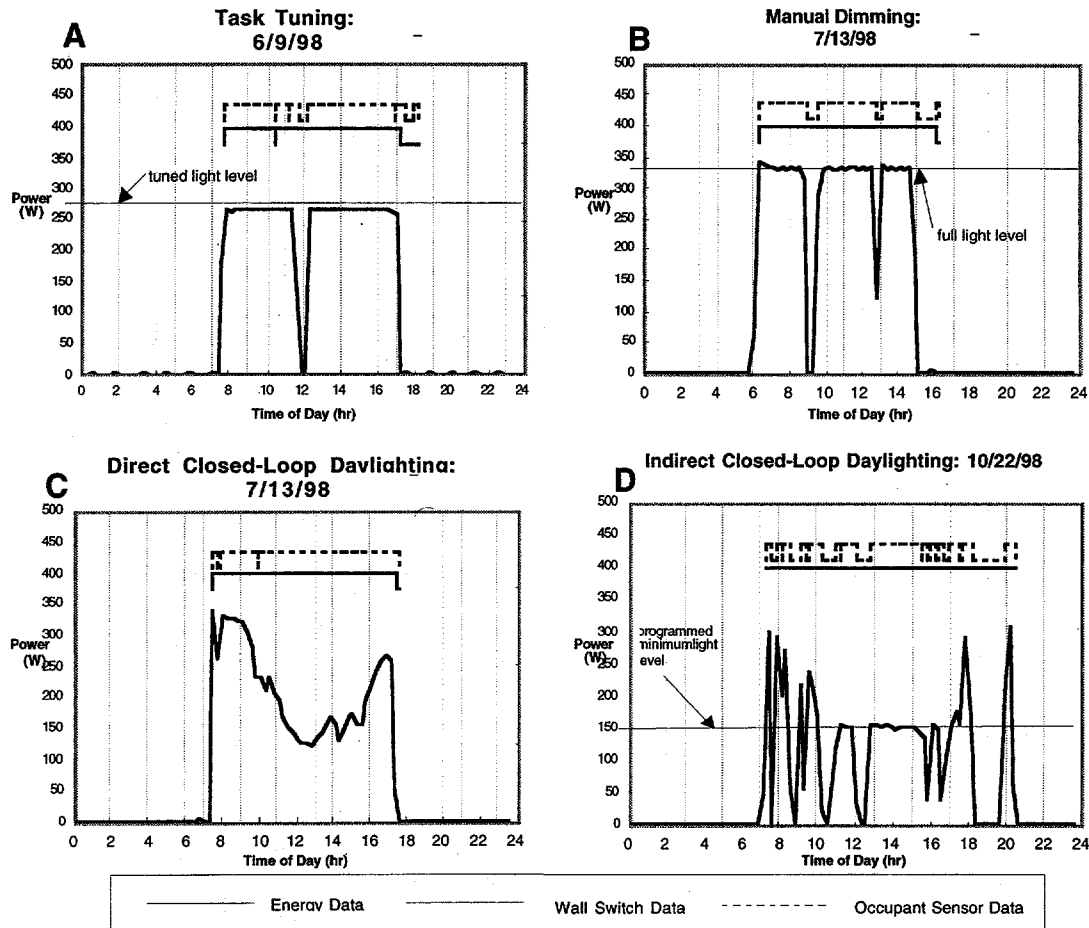 A
Task Tuning:
6/9/98
500
450
400
350
300
250
200
150
100
50
0
Power
(W)
tuned light level
0 2 4 6 8 10 12 14 16 18 20 22 24
Time of Day (hr)
B
Manual Dimming:
7/13/98
500
450
400
350
300
250
200
150
100
50
0
Power
(W)
full light level
0 2 4 6 8 10 12 14 16 18 20 22 24
Time of Day (hr)
C
Direct Closed-Loop Daylighting:
7/13/98
500
450
400
350
300
250
200
150
100
50
0
Power
(W)
0 2 4 6 8 10 12 14 16 18 20 22 24
Time of Day (hr)
D
Indirect Closed-Loop Daylighting: 10/22/98
500
450
400
350
300
250
200
150
100
50
0
Power
(W)
programmed
minimumlight
level
0 2 4 6 8 10 12 14 16 18 20 22 24
Time of Day (hr)
Energy Data
Wall Switch Data
Occupant Sensor Data